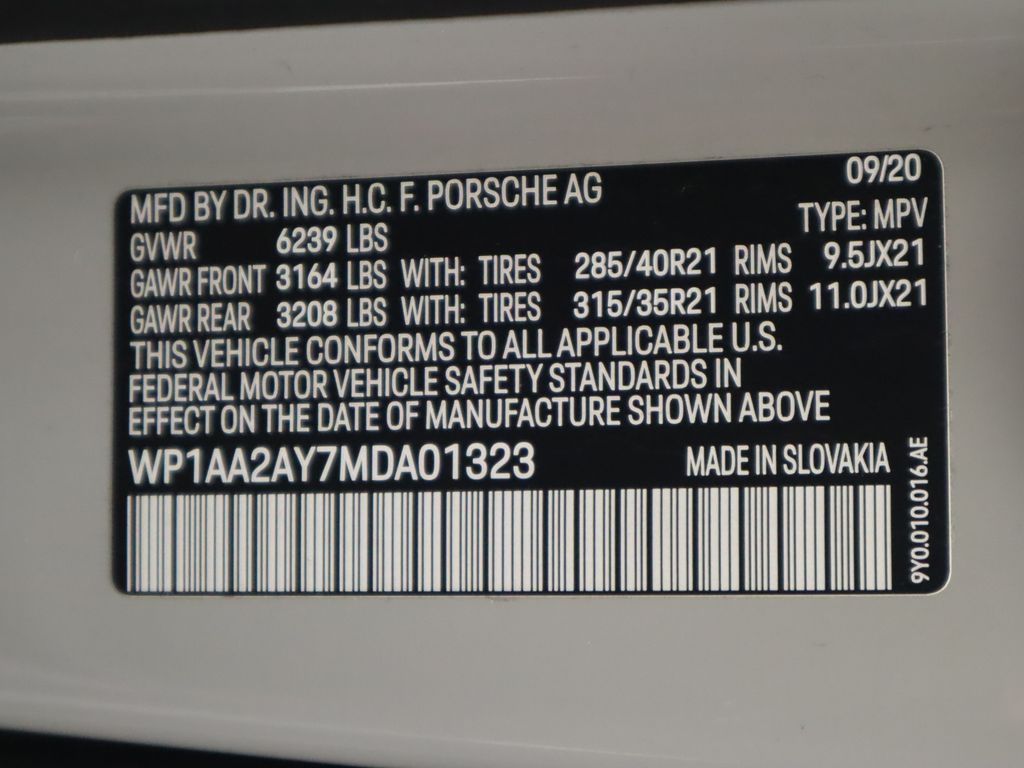 09/20
MFD BY DR. ING. H.C. F. PORSCHE AG
TYPE: MPV
GVWR 6239 LBS
GAWR FRONT 3164 LBS WITH: TIRES 285/40R21 RIMS 9.5JX21
GAWR REAR 3208 LBS WITH: TIRES 315/35R21 RIMS 11.0JX21
THIS VEHICLE CONFORMS TO ALL APPLICABLE U.S.
FEDERAL MOTOR VEHICLE SAFETY STANDARDS IN
EFFECT ON THE DATE OF MANUFACTURE SHOWN ABOVE
WP1AA2AY7MDA01323 MADE IN SLOVAKIA
9Y0.010.016.AE